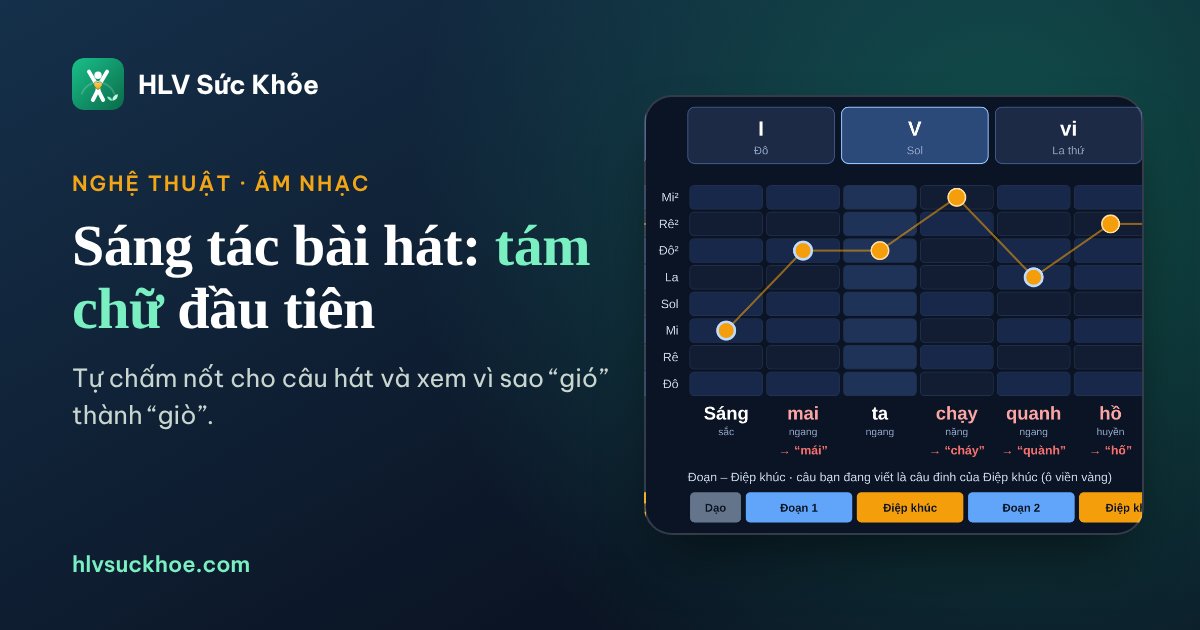 HLV Sức Khỏe
NGHỆ THUẬT · ÂM NHẠC
Sáng tác bài hát: tám
chữ đầu tiên
Tự chấm nốt cho câu hát và xem vì sao “gió”
thành “giò”.
hlvsuckhoe.com
I V vi
Đô Sol La thứ
Mi²
Rê²
Đô²
La
Sol
Mi
Rê
Đô
Sáng mai ta chạy quanh hồ
sắc ngang ngang nặng ngang huyền
→ “mái” → “cháy” → “quành” → “hố”
Đoạn – Điệp khúc · câu bạn đang viết là câu đinh của Điệp khúc (ô viền vàng)
Dạo Đoạn 1 Điệp khúc Đoạn 2 Điệp